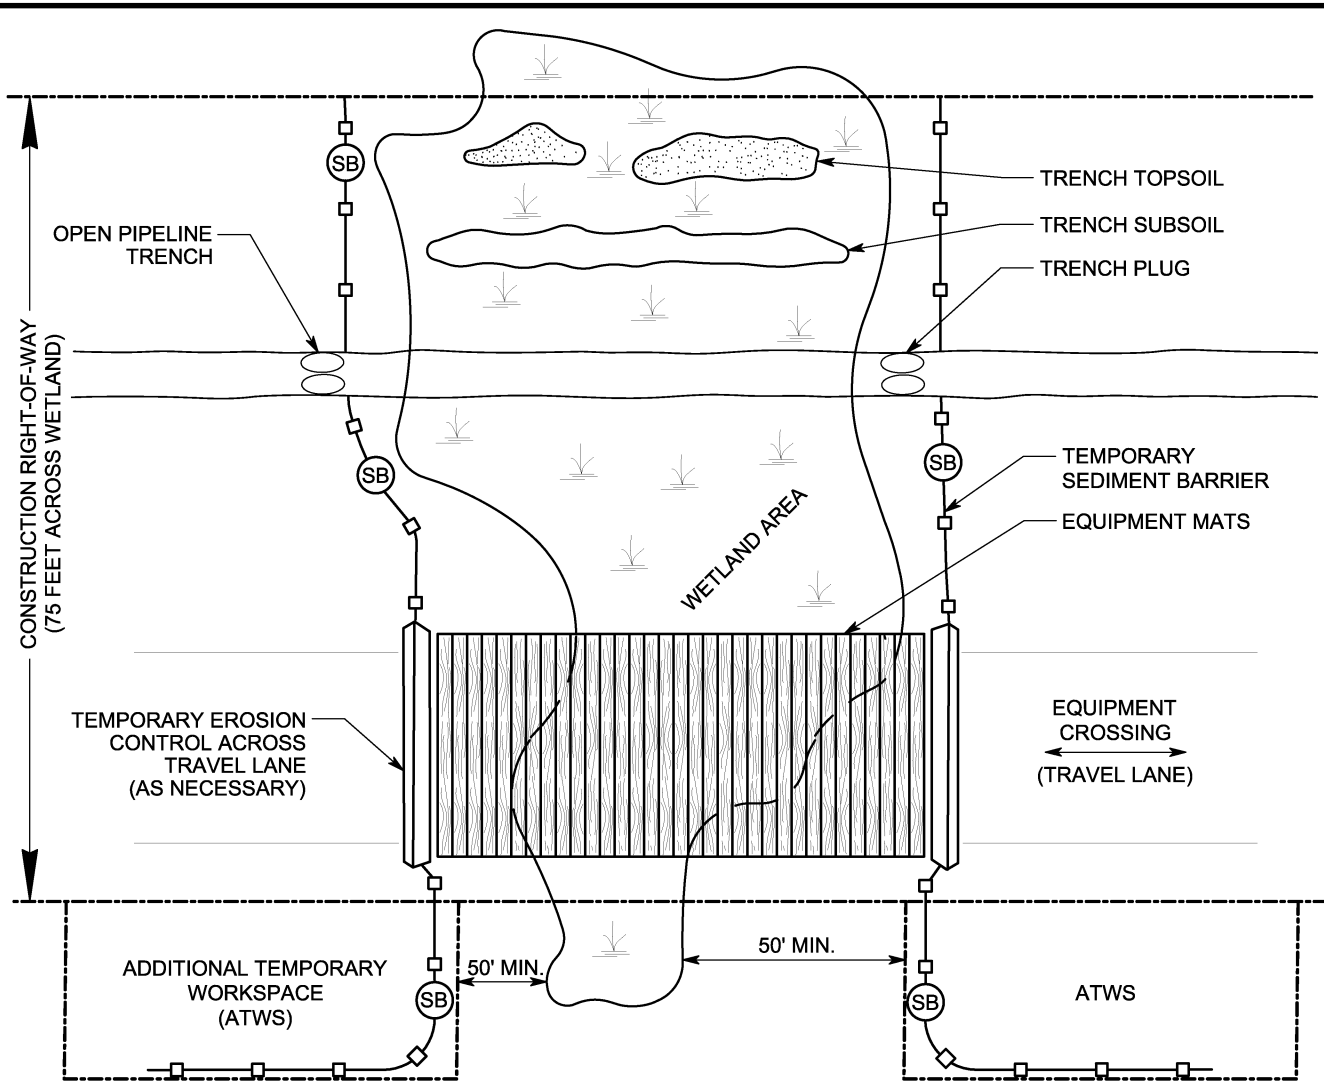 SB
TRENCH TOPSOIL
TRENCH SUBSOIL
OPEN PIPELINE
TRENCH
TRENCH PLUG
CONSTRUCTION RIGHT-OF-WAY
(75 FEET ACROSS WETLAND)
SB
SB
TEMPORARY
SEDIMENT BARRIER
EQUIPMENT MATS
WETLAND AREA
TEMPORARY EROSION
CONTROL ACROSS
TRAVEL LANE
(AS NECESSARY)
EQUIPMENT
CROSSING
(TRAVEL LANE)
50' MIN.
50' MIN.
ADDITIONAL TEMPORARY
WORKSPACE
(ATWS)
SB
SB
ATWS